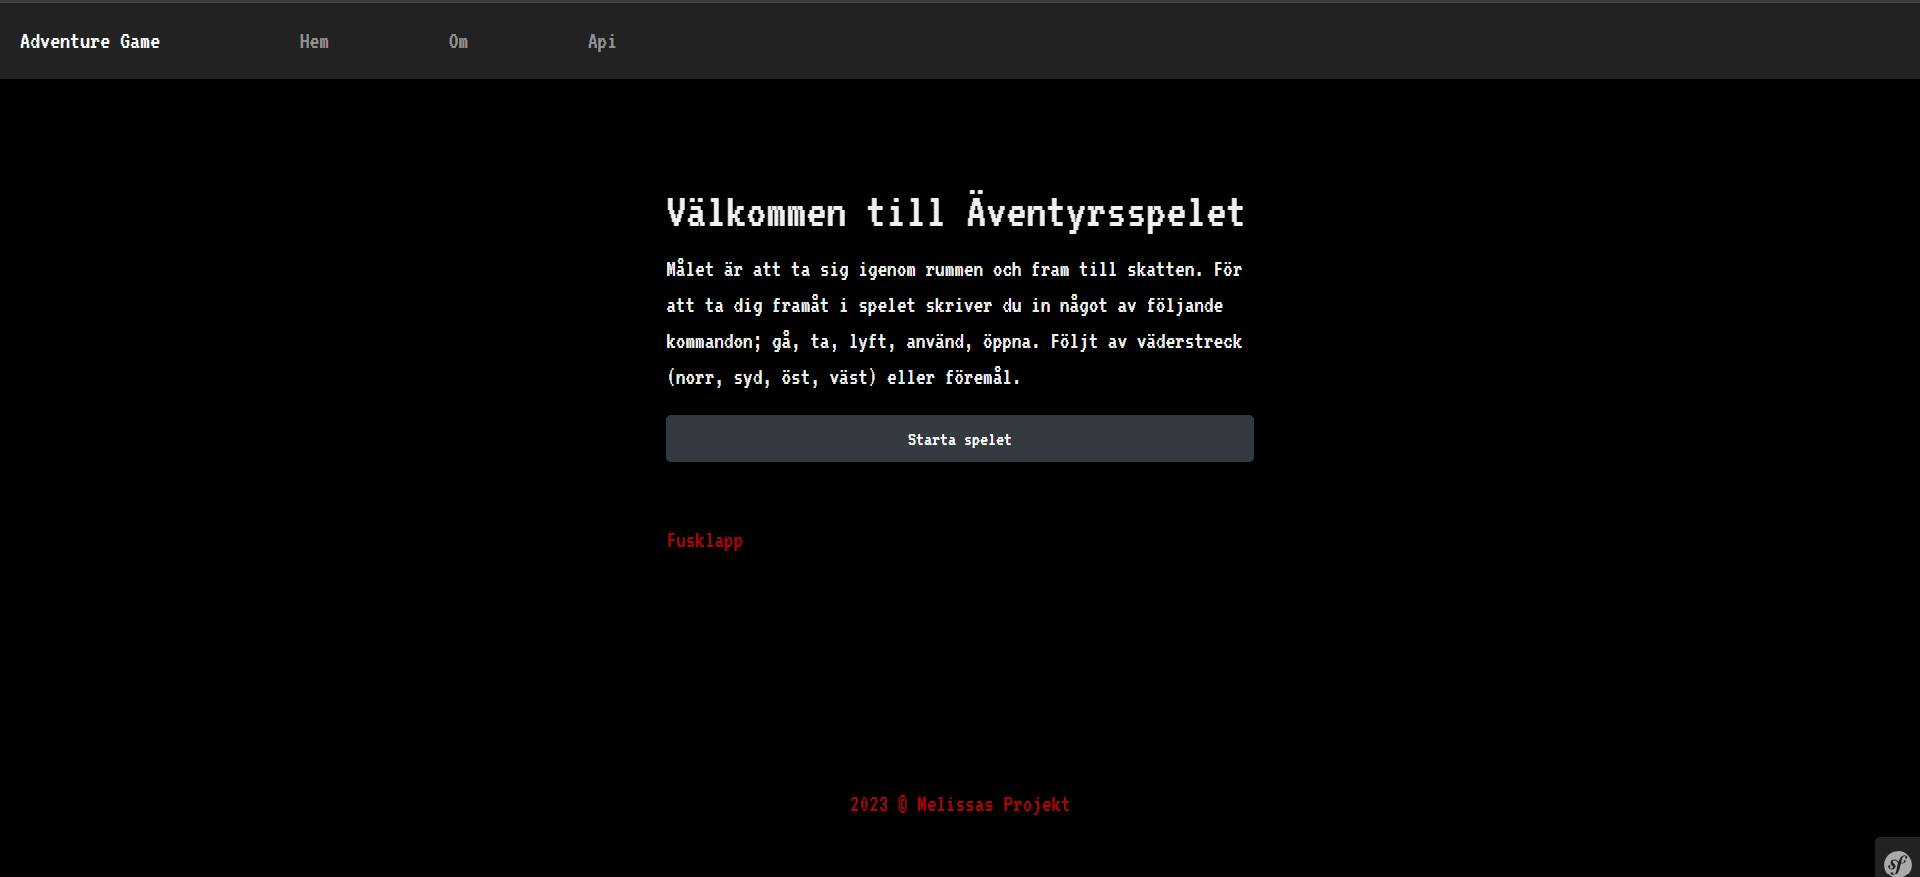 Adventure Game
Hem
Om
Api
Välkommen till Äventyrsspelet
Målet är att ta sig igenom rummen och fram till skatten. För
att ta dig framåt i spelet skriver du in något av följande
kommandon; gå, ta, lyft, använd, öppna. Följt av väderstreck
(norr, syd, öst, väst) eller föremål.
Starta spelet
Fusklapp
2023 © Melissas Projekt
sf